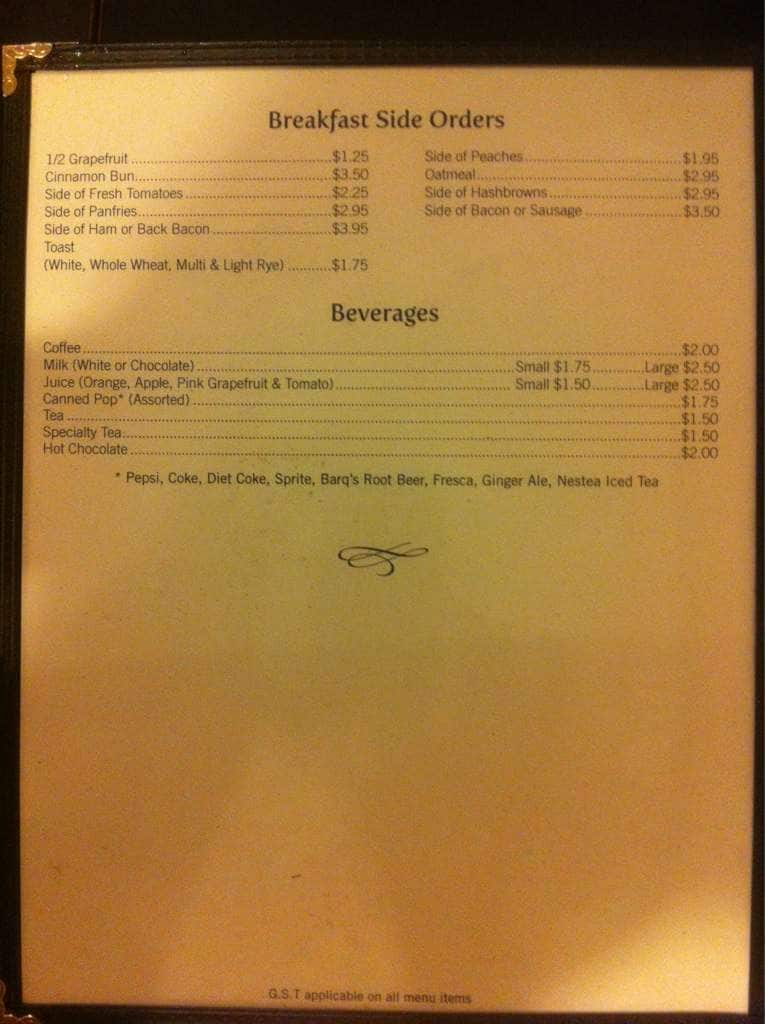 Breakfast Side Orders
1/2 Grapefruit ..... $1.25
Cinnamon Bun ..... $3.50
Side of Fresh Tomatoes ..... $2.25
Side of Panfries ..... $2.95
Side of Ham or Back Bacon ..... $3.95
Toast
(White, Whole Wheat, Multi & Light Rye) ..... $1.75
Side of Peaches ..... $1.95
Oatmeal ..... $2.95
Side of Hashbrowns ..... $2.95
Side of Bacon or Sausage ..... $3.50
Beverages
Coffee ..... $2.00
Milk (White or Chocolate) ..... Small $1.75 ..... Large $2.50
Juice (Orange, Apple, Pink Grapefruit & Tomato) ..... Small $1.50 ..... Large $2.50
Canned Pop* (Assorted) ..... $1.75
Tea ..... $1.50
Specialty Tea ..... $1.50
Hot Chocolate ..... $2.00
* Pepsi, Coke, Diet Coke, Sprite, Barq's Root Beer, Fresca, Ginger Ale, Nestea Iced Tea
G.S.T applicable on all menu items